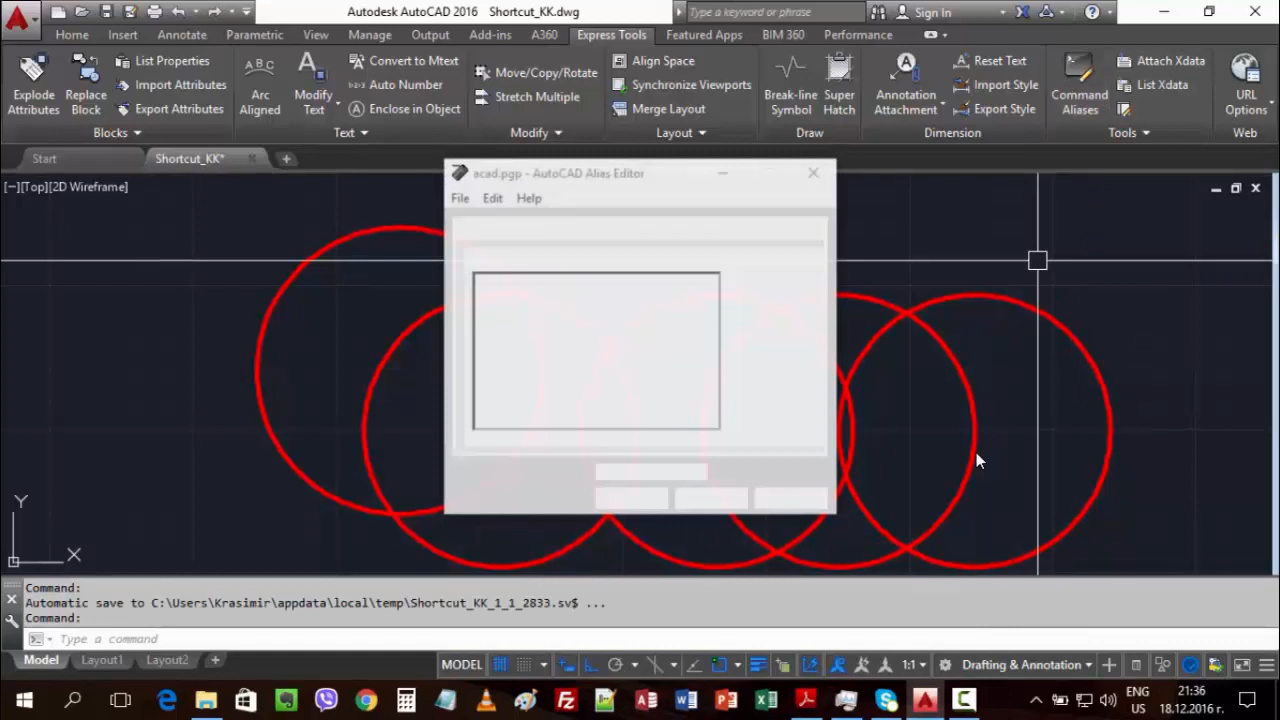 Autodesk AutoCAD 2016 Shortcut_KK.dwg
Type a keyword or phrase
Sign In
Home Insert Annotate Parametric View Manage Output Add-ins A360 Express Tools Featured Apps BIM 360 Performance
Explode Attributes
Replace Block
List Properties
Import Attributes
Export Attributes
Blocks
ABC
Arc Aligned
Modify Text
Convert to Mtext
Auto Number
Enclose in Object
Text
Move/Copy/Rotate
Stretch Multiple
Modify
Align Space
Synchronize Viewports
Merge Layout
Layout
Break-line Symbol
Super Hatch
Draw
Annotation Attachment
Reset Text
Import Style
Export Style
Dimension
Command Aliases
Attach Xdata
List Xdata
Tools
URL Options
Web
Start
Shortcut_KK*
[−][Top][2D Wireframe]
acad.pgp - AutoCAD Alias Editor
File Edit Help
Y
X
Command:
Automatic save to C:\Users\Krasimir\appdata\local\temp\Shortcut_KK_1_1_2833.sv$ ...
Command:
Type a command
Model Layout1 Layout2 +
MODEL
1:1
Drafting & Annotation
ENG
US
21:36
18.12.2016 г.